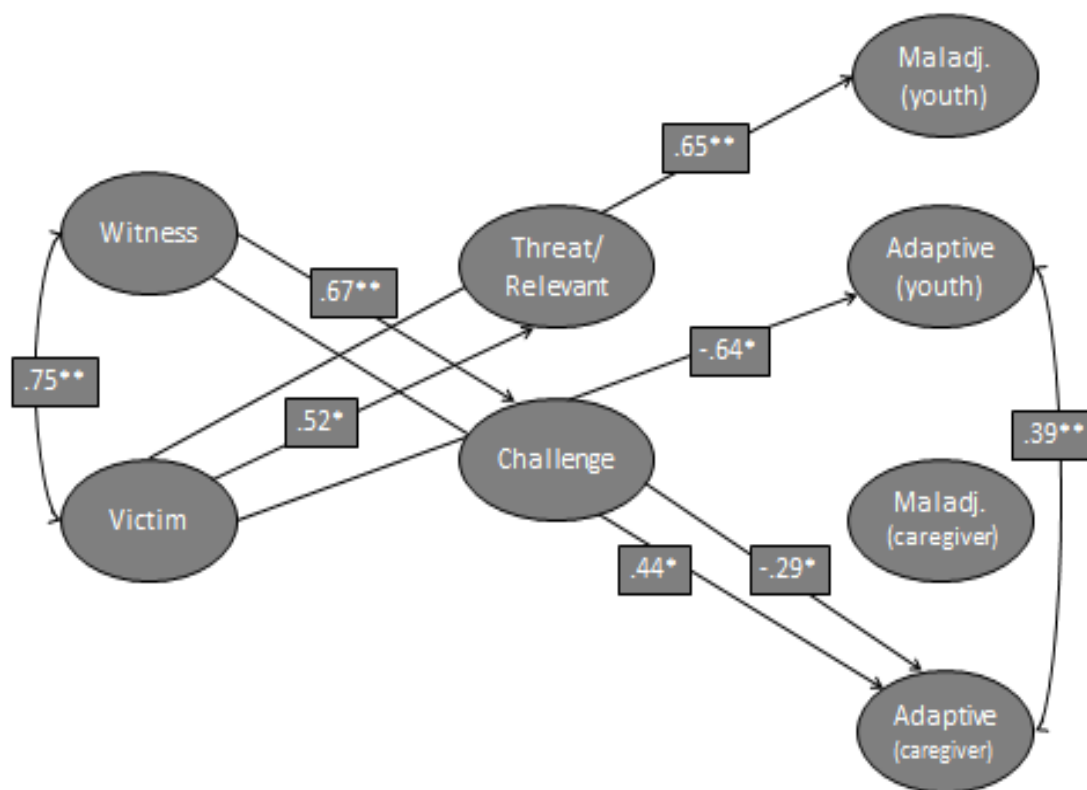 Maladj.
(youth)
.65**
Witness
Threat/
Relevant
Adaptive
(youth)
.67**
-.64*
.75**
.52*
.39**
Challenge
Victim
Maladj.
(caregiver)
.44*
-.29*
Adaptive
(caregiver)